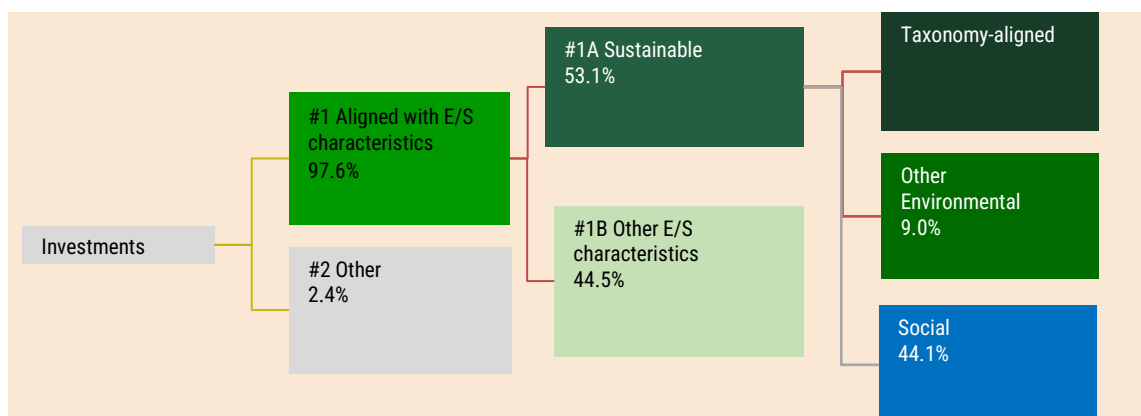 Investments
#1 Aligned with E/S
characteristics
97.6%
#2 Other
2.4%
#1A Sustainable
53.1%
#1B Other E/S
characteristics
44.5%
Taxonomy-aligned
Other
Environmental
9.0%
Social
44.1%